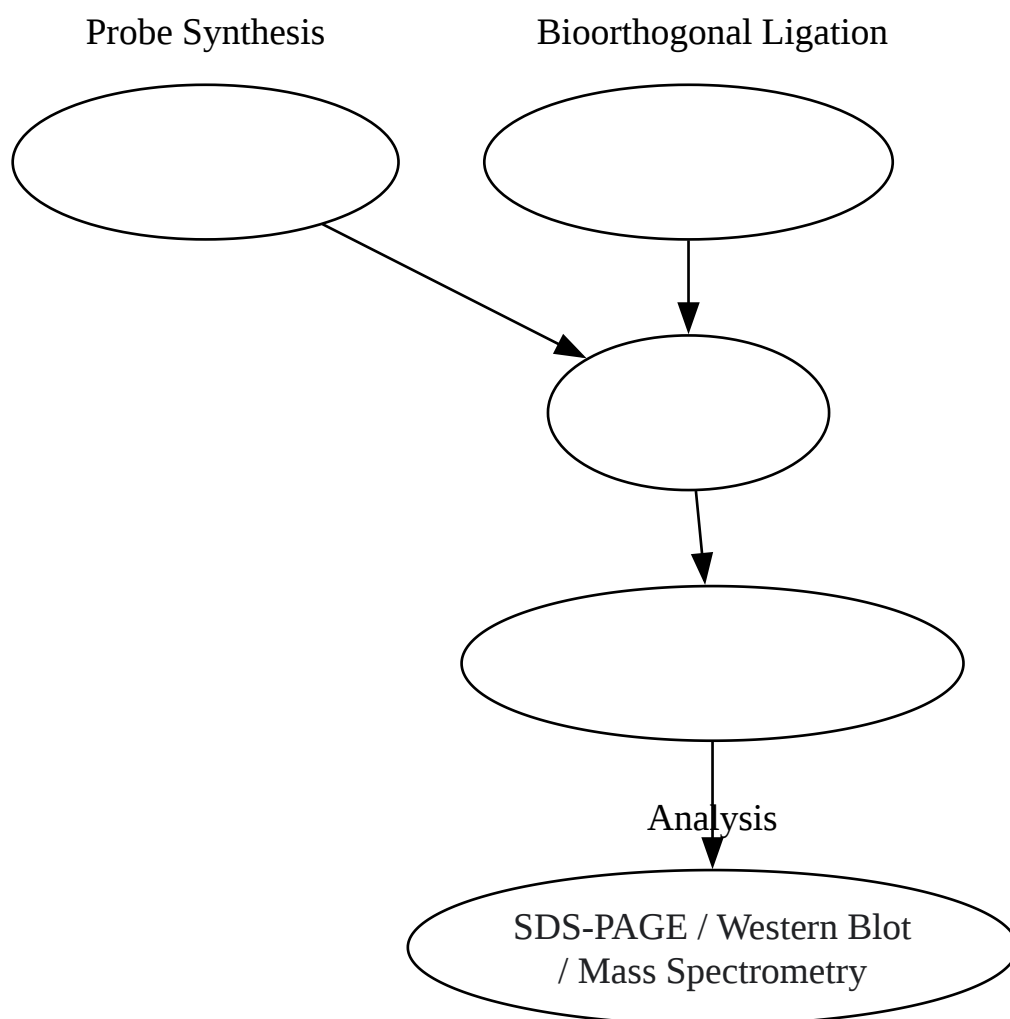 Probe Synthesis
Bioorthogonal Ligation
Analysis
SDS-PAGE / Western Blot
/ Mass Spectrometry